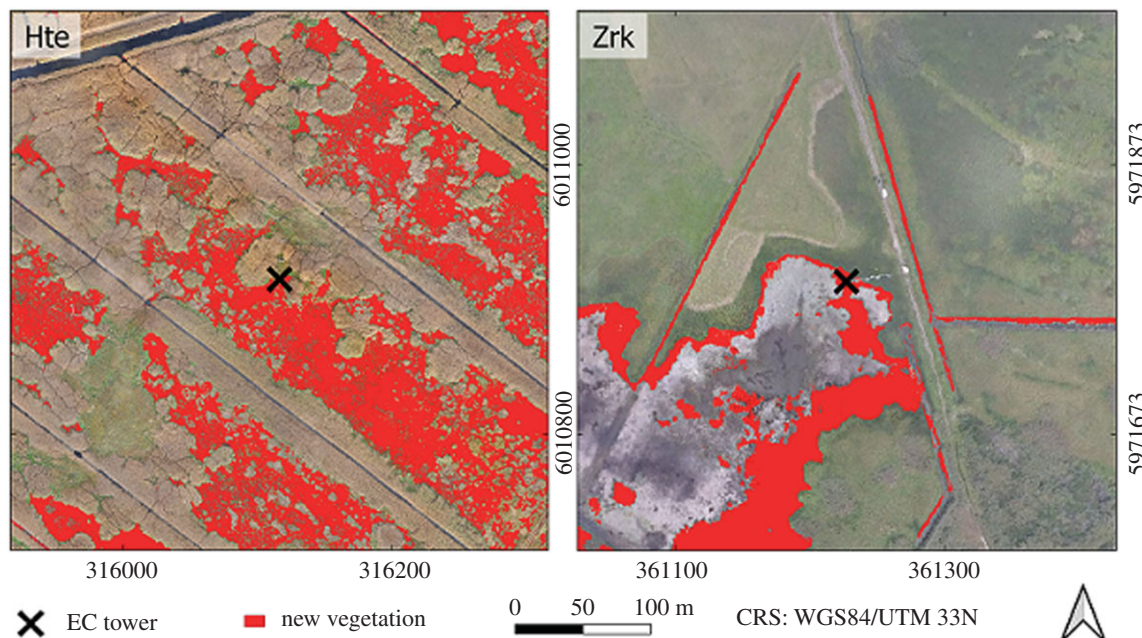 Hte
Zrk
6011000
6010800
5971873
5971673
316000
316200
361100
361300
EC tower
new vegetation
0
50
100 m
CRS: WGS84/UTM 33N